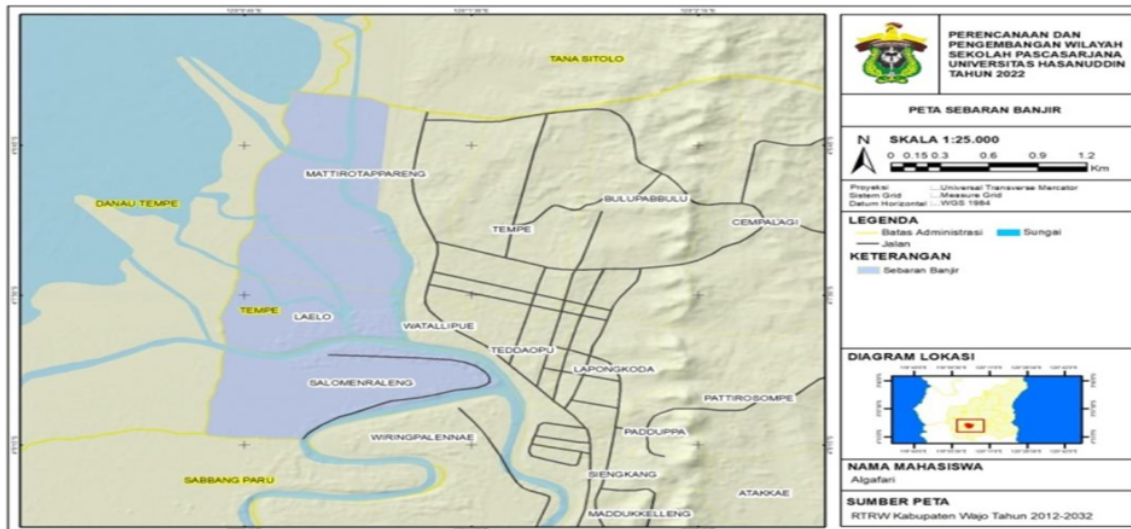 TANA SITOLO
MATTIROTAPPARENG
BULUPABBULU
DANAU TEMPE
TEMPE
CEMPALAGI
TEMPE
LAELO
WATALLIPUE
TEDDAOPU
LAPONGKODA
SALOMENRALENG
PATTIROSOMPE
WIRINGPALENNAE
PADDUPPA
SABBANG PARU
SIENGKANG
ATAKKAE
MADDUKKELLENG
PERENCANAAN DAN
PENGEMBANGAN WILAYAH
SEKOLAH PASCASARJANA
UNIVERSITAS HASANUDDIN
TAHUN 2022
PETA SEBARAN BANJIR
N
SKALA 1:25.000
0 0.15 0.3 0.6 0.9 1.2
Km
Proyeksi : Universal Transverse Mercator
Sistem Grid : Measure Grid
Datum Horizontal : WGS 1984
LEGENDA
Batas Administrasi Sungai
Jalan
KETERANGAN
Sebaran Banjir
DIAGRAM LOKASI
NAMA MAHASISWA
Algafari
SUMBER PETA
RTRW Kabupaten Wajo Tahun 2012-2032